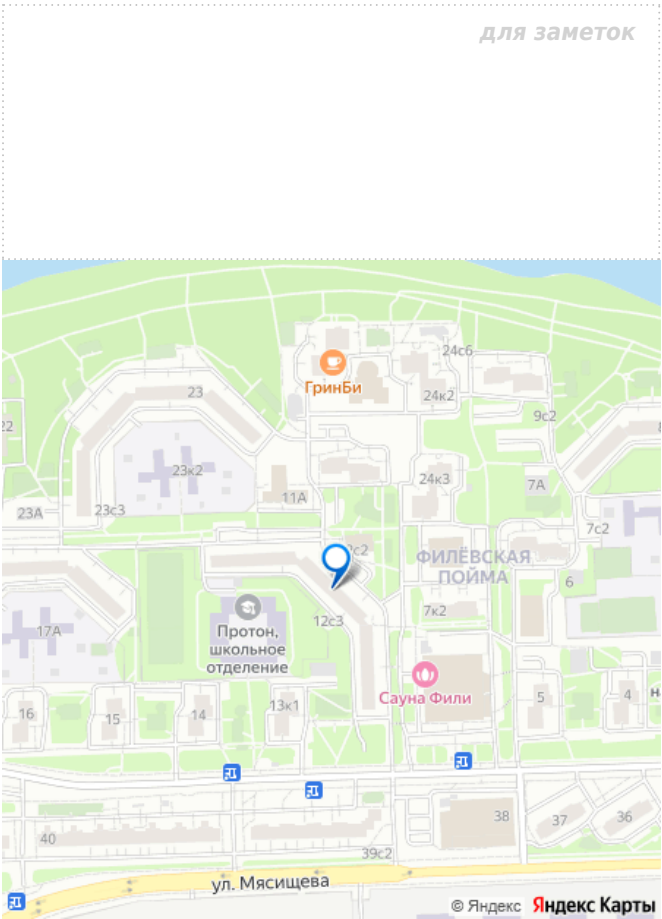 для заметок
24с6
ГринБи
23
24к2
22
9с2
23к2
24к3
11А
7А
23А
23с3
7с2
2с2
ФИЛЁВСКАЯ
ПОЙМА
6
7к2
12с3
17А
Протон,
школьное
отделение
Сауна Фили
5
4
13к1
16
15
14
38
37
36
40
39с2
ул. Мясищева
© Яндекс
Яндекс Карты